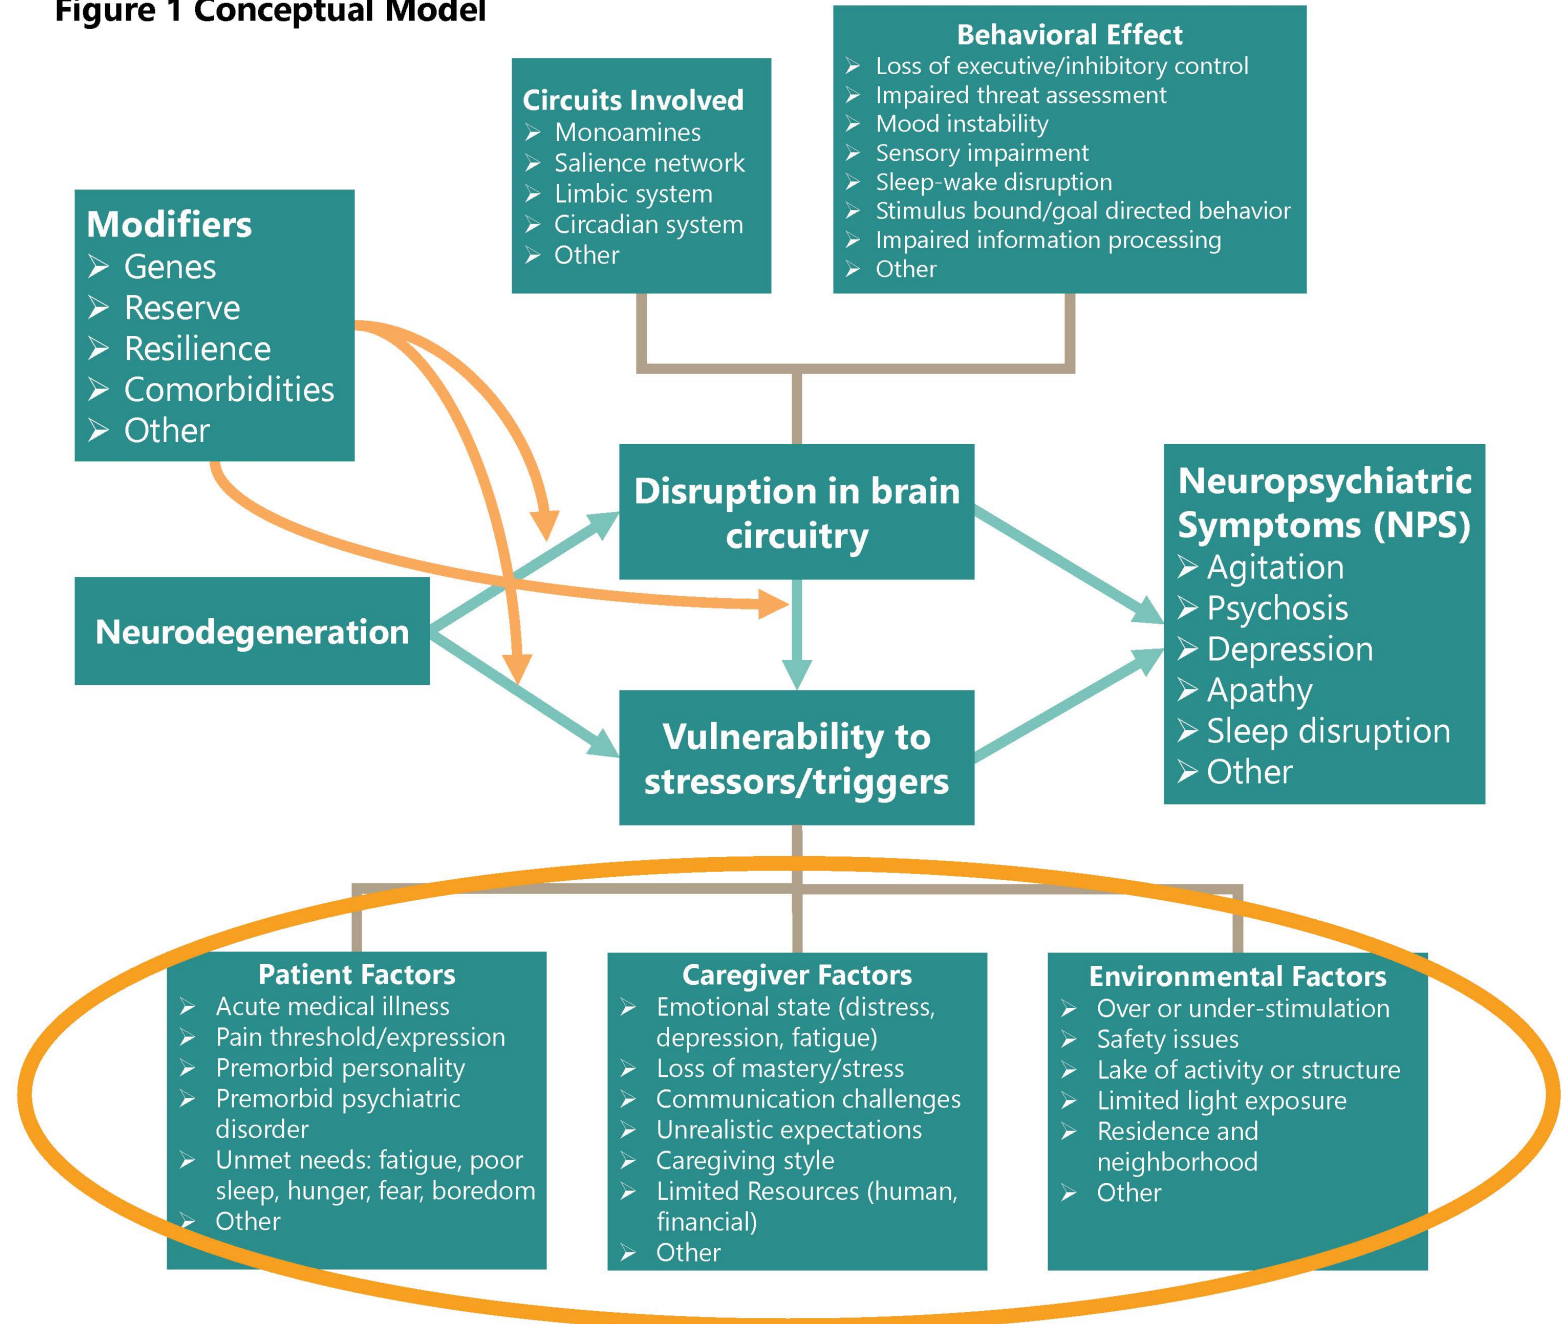 Figure 1 Conceptual Model
Behavioral Effect
➢ Loss of executive/inhibitory control
➢ Impaired threat assessment
➢ Mood instability
➢ Sensory impairment
➢ Sleep-wake disruption
➢ Stimulus bound/goal directed behavior
➢ Impaired information processing
➢ Other
Circuits Involved
➢ Monoamines
➢ Salience network
➢ Limbic system
➢ Circadian system
➢ Other
Modifiers
➢ Genes
➢ Reserve
➢ Resilience
➢ Comorbidities
➢ Other
Disruption in brain
circuitry
Neurodegeneration
Vulnerability to
stressors/triggers
Neuropsychiatric
Symptoms (NPS)
➢ Agitation
➢ Psychosis
➢ Depression
➢ Apathy
➢ Sleep disruption
➢ Other
Patient Factors
➢ Acute medical illness
➢ Pain threshold/expression
➢ Premorbid personality
➢ Premorbid psychiatric
disorder
➢ Unmet needs: fatigue, poor
sleep, hunger, fear, boredom
➢ Other
Caregiver Factors
➢ Emotional state (distress,
depression, fatigue)
➢ Loss of mastery/stress
➢ Communication challenges
➢ Unrealistic expectations
➢ Caregiving style
➢ Limited Resources (human,
financial)
➢ Other
Environmental Factors
➢ Over or under-stimulation
➢ Safety issues
➢ Lake of activity or structure
➢ Limited light exposure
➢ Residence and
neighborhood
➢ Other